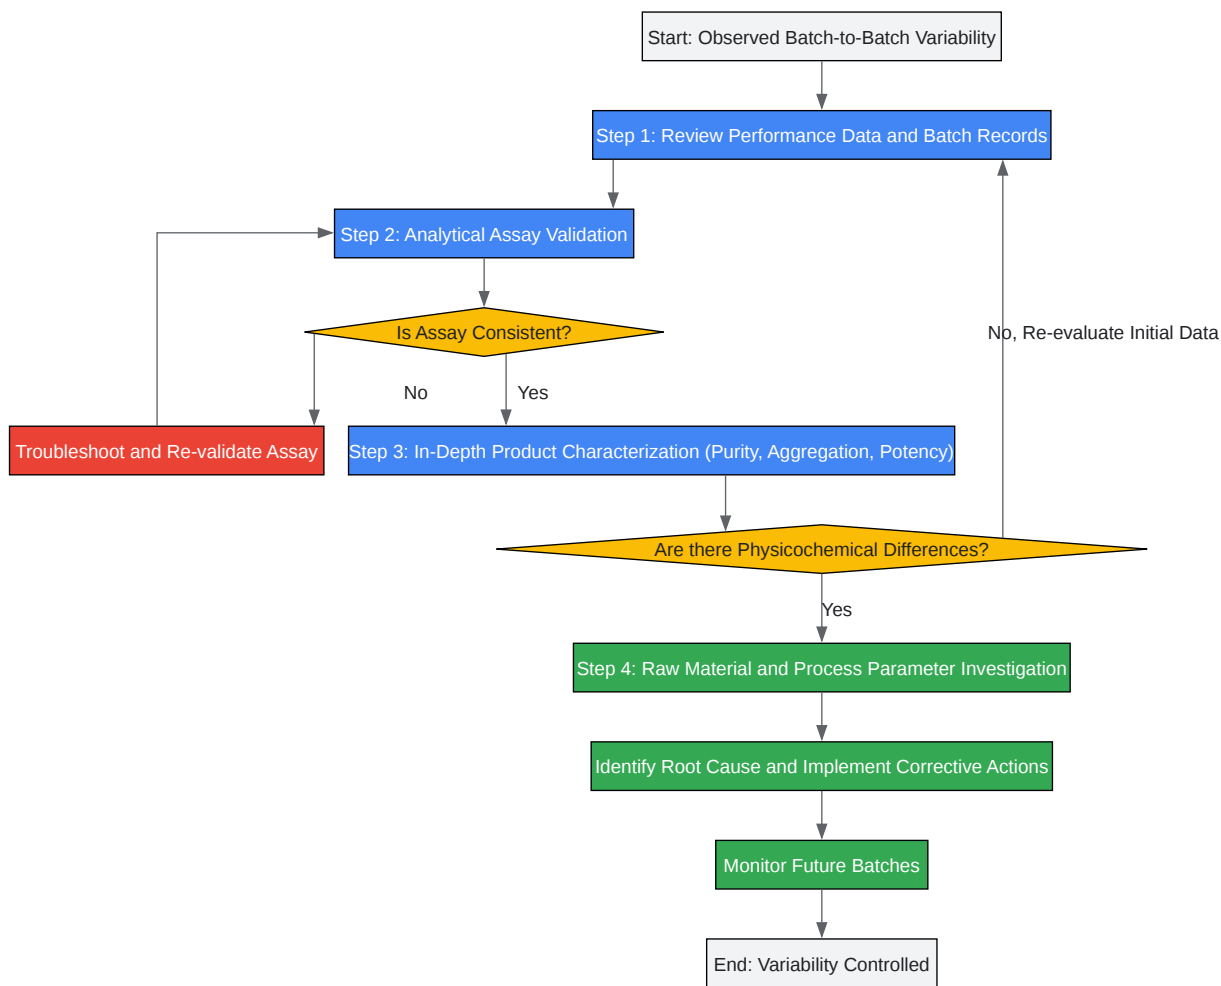 Start: Observed Batch-to-Batch Variability
Step 1: Review Performance Data and Batch Records
Step 2: Analytical Assay Validation
Is Assay Consistent?
No, Re-evaluate Initial Data
No
Yes
Troubleshoot and Re-validate Assay
Step 3: In-Depth Product Characterization (Purity, Aggregation, Potency)
Are there Physicochemical Differences?
Yes
Step 4: Raw Material and Process Parameter Investigation
Identify Root Cause and Implement Corrective Actions
Monitor Future Batches
End: Variability Controlled